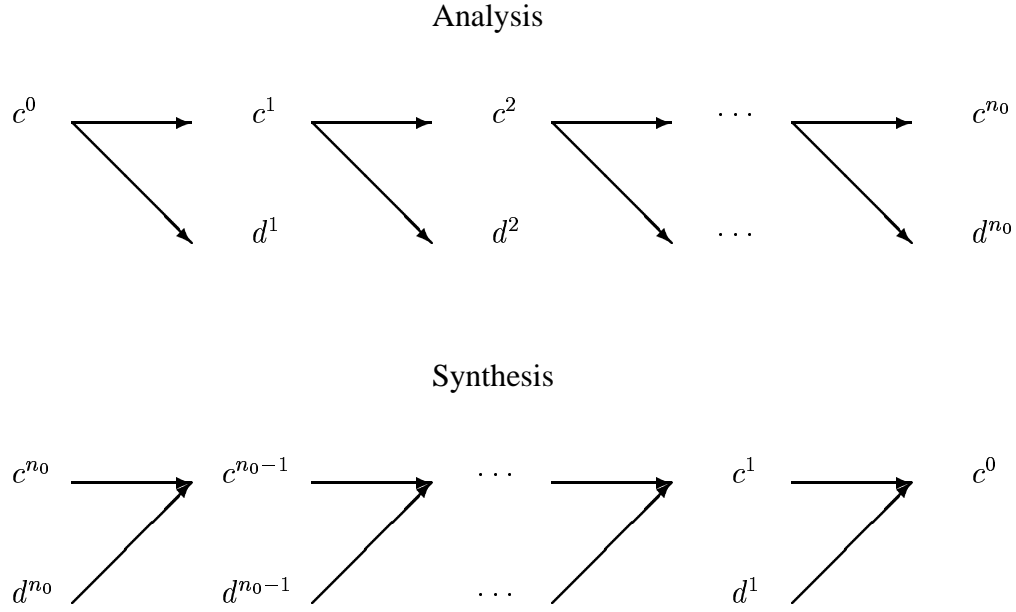 Analysis
c^0 c^1 c^2 ... c^{n_0}
d^1 d^2 ... d^{n_0}
Synthesis
c^{n_0} c^{n_0-1} ... c^1 c^0
d^{n_0} d^{n_0-1} ... d^1